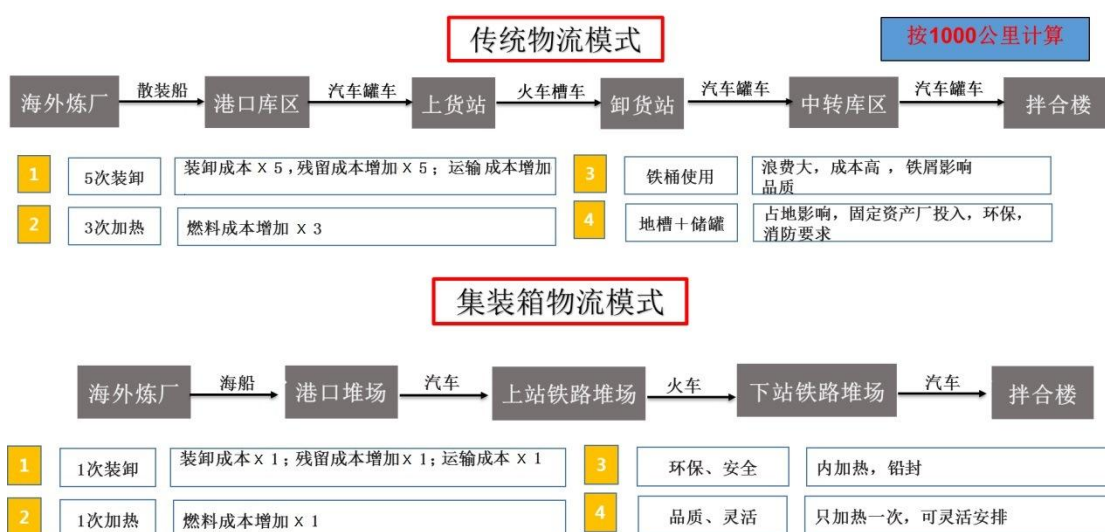 传统物流模式
按1000公里计算
海外炼厂 散装船 港口库区 汽车罐车 上货站 火车槽车 卸货站 汽车罐车 中转库区 汽车罐车 拌合楼
1 5次装卸 装卸成本×5,残留成本增加×5;运输成本增加
2 3次加热 燃料成本增加×3
3 铁桶使用 浪费大,成本高,铁屑影响
品质
4 地槽+储罐 占地影响,固定资产厂投入,环保,
消防要求
集装箱物流模式
海外炼厂 海船 港口堆场 汽车 上站铁路堆场 火车 下站铁路堆场 汽车 拌合楼
1 1次装卸 装卸成本×1;残留成本增加×1;运输成本×1
2 1次加热 燃料成本增加×1
3 环保、安全 内加热,铅封
4 品质、灵活 只加热一次,可灵活安排